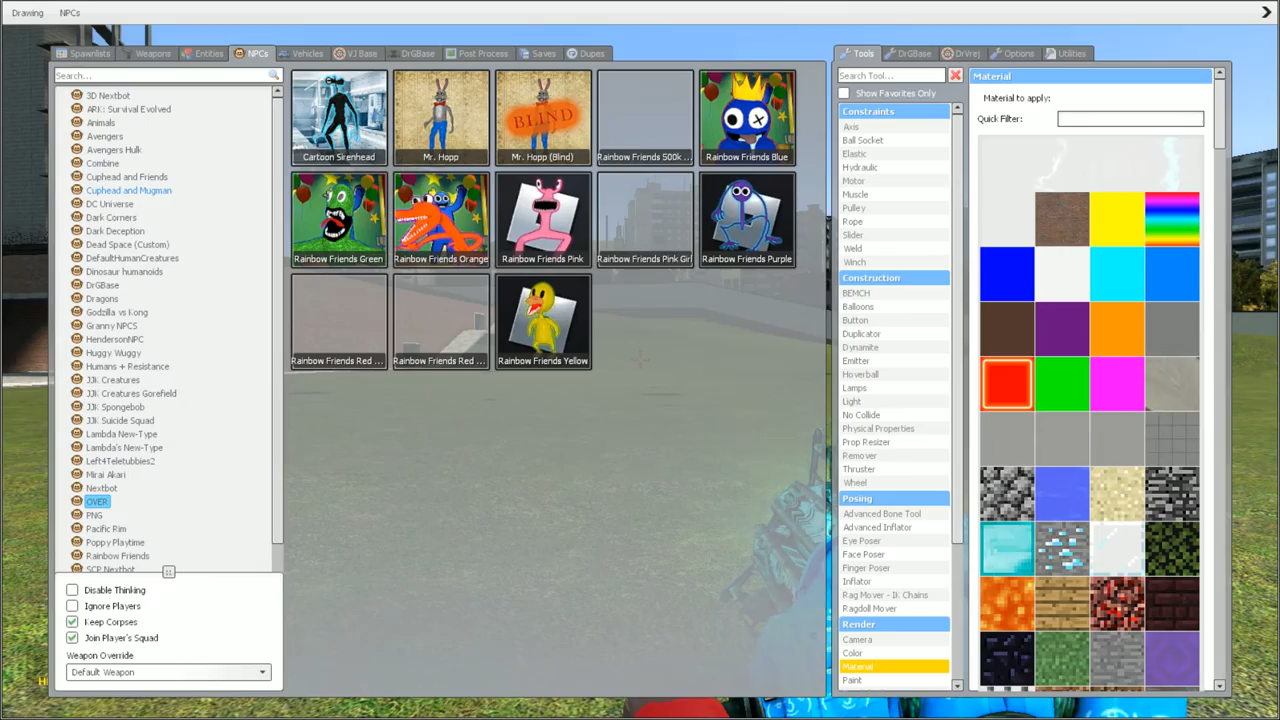 Drawing NPCs
Spawnlists Weapons Entities NPCs Vehicles VJ Base DrGBase Post Process Saves Dupes
Search...
3D Nextbot
ARK: Survival Evolved
Animals
Avengers
Avengers Hulk
Combine
Cuphead and Friends
Cuphead and Mugman
DC Universe
Dark Corners
Dark Deception
Dead Space (Custom)
DefaultHumanCreatures
Dinosaur humanoids
DrGBase
Dragons
Godzilla vs Kong
Granny NPCS
HendersonNPC
Huggy Wuggy
Humans + Resistance
JJK Creatures
JJK Creatures Gorefield
JJK Spongebob
JJK Suicide Squad
Lambda New-Type
Lambda's New-Type
Left4Teletubbies2
Mirai Akari
Nextbot
OVER
PNG
Pacific Rim
Poppy Playtime
Rainbow Friends
SCP Nextbot
Disable Thinking
Ignore Players
Keep Corpses
Join Player's Squad
Weapon Override
Default Weapon
Cartoon Sirenhead
Mr. Hopp
BLIND
Mr. Hopp (Blind)
Rainbow Friends 500k ...
Rainbow Friends Blue
Rainbow Friends Green
Rainbow Friends Orange
Rainbow Friends Pink
Rainbow Friends Pink Girl
Rainbow Friends Purple
Rainbow Friends Red ...
Rainbow Friends Red ...
Rainbow Friends Yellow
Tools DrGBase DrVrej Options Utilities
Search Tool...
Show Favorites Only
Constraints
Axis
Ball Socket
Elastic
Hydraulic
Motor
Muscle
Pulley
Rope
Slider
Weld
Winch
Construction
BEMCH
Balloons
Button
Duplicator
Dynamite
Emitter
Hoverball
Lamps
Light
No Collide
Physical Properties
Prop Resizer
Remover
Thruster
Wheel
Posing
Advanced Bone Tool
Advanced Inflator
Eye Poser
Face Poser
Finger Poser
Inflator
Rag Mover - IK Chains
Ragdoll Mover
Render
Camera
Color
Material
Paint
Material
Material to apply:
Quick Filter: